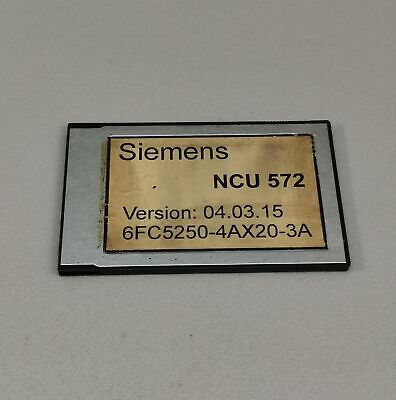 Siemens
NCU 572
Version: 04.03.15
6FC5250-4AX20-3A